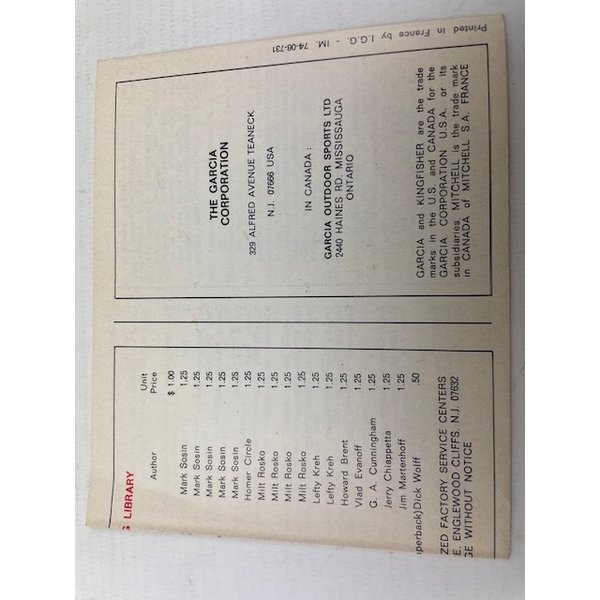 G LIBRARY
Author Unit Price
$ 1.00
Mark Sosin 1.25
Mark Sosin 1.25
Mark Sosin 1.25
Mark Sosin 1.25
Mark Sosin 1.25
Homer Circle 1.25
Milt Rosko 1.25
Milt Rosko 1.25
Milt Rosko 1.25
Milt Rosko 1.25
Lefty Kreh 1.25
Lefty Kreh 1.25
Howard Brent 1.25
Vlad Evanoff 1.25
G. A. Cunningham 1.25
Jerry Chiappetta 1.25
Jim Martenhoff 1.25
aperback)Dick Wolff .50
ZED FACTORY SERVICE CENTERS
E, ENGLEWOOD CLIFFS. N.J. 07632
GE WITHOUT NOTICE
THE GARCIA
CORPORATION
329 ALFRED AVENUE TEANECK
N.J. 07666 USA
IN CANADA :
GARCIA OUTDOOR SPORTS LTD
2440 HAINES RD. MISSISSAUGA
ONTARIO
GARCIA and KINGFISHER are the trade
marks in the U.S. and CANADA for the
GARCIA CORPORATION U.S.A. or its
subsidiaries. MITCHELL is the trade mark
in CANADA of MITCHELL S.A. FRANCE
Printed in France by I.G.G. - IM. 74-08-731